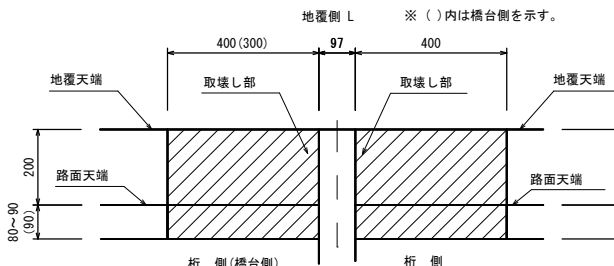 地覆側 L ※ ( )内は橋台側を示す。
400(300) 97 400
地覆天端 取壊し部 取壊し部 地覆天端
200
路面天端 路面天端
80~90
(90)
桁 側(橋台側) 桁 側